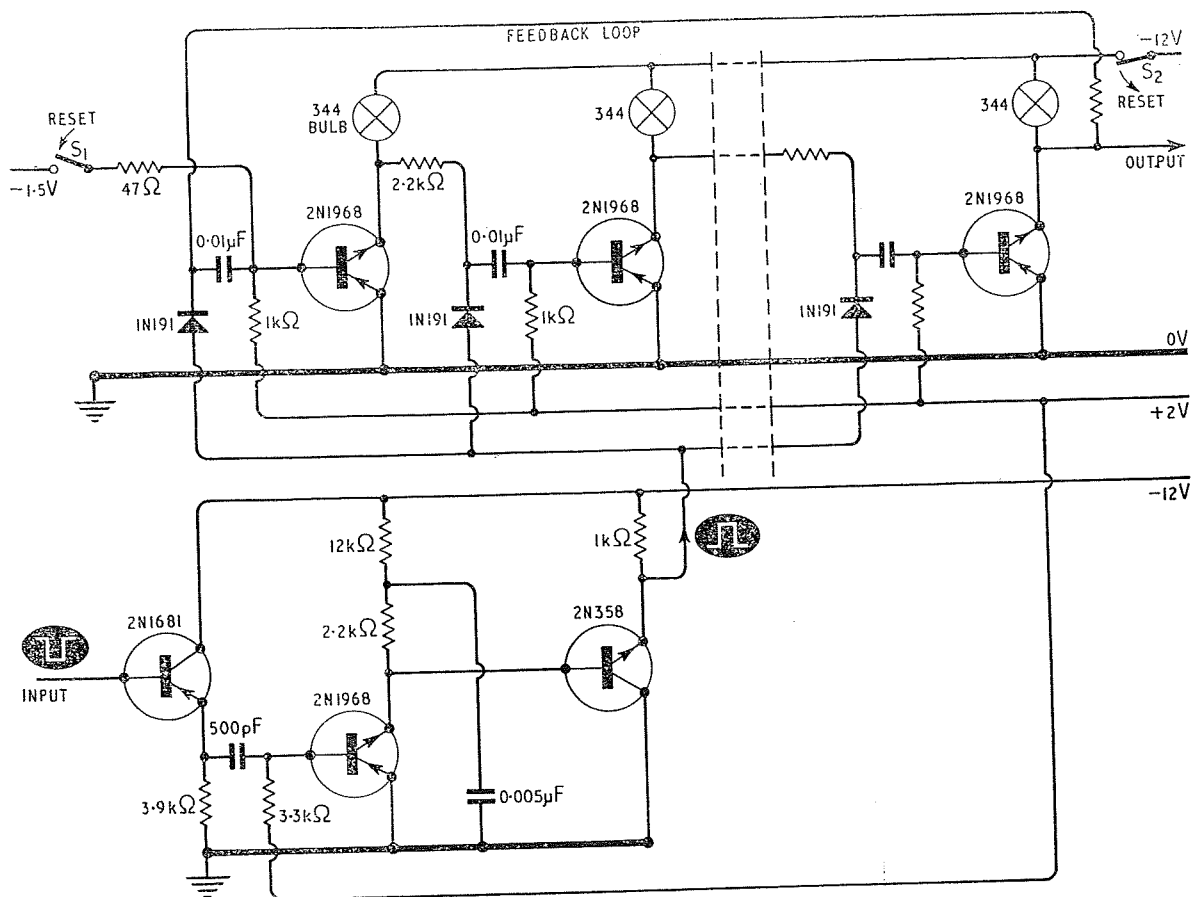 FEEDBACK LOOP
-12V
S2
RESET
344
BULB
344
344
RESET
S1
-1·5V
47Ω
2·2kΩ
OUTPUT
2N1968
2N1968
2N1968
0·01µF
0·01µF
1N191
1kΩ
1N191
1kΩ
1N191
0V
+2V
-12V
12kΩ
1kΩ
2N1681
2·2kΩ
2N358
INPUT
2N1968
500pF
3·9kΩ
3·3kΩ
0·005µF